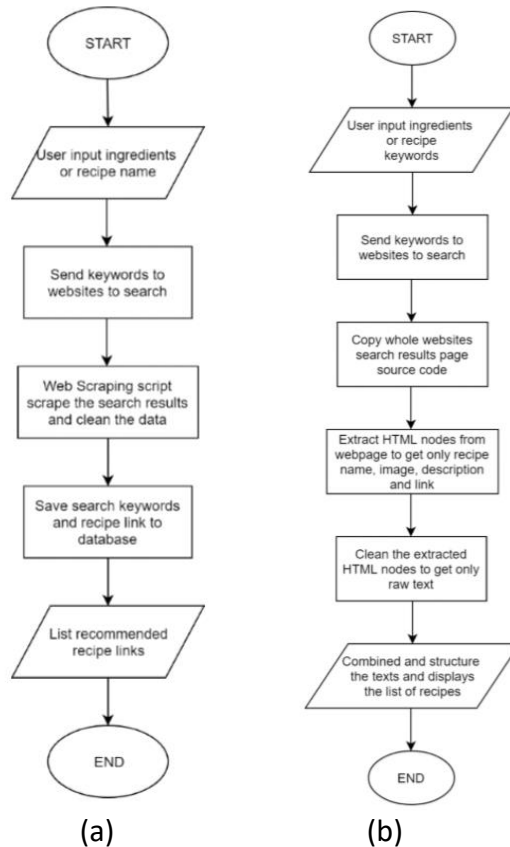 START
User input ingredients
or recipe name
Send keywords to
websites to search
Web Scraping script
scrape the search results
and clean the data
Save search keywords
and recipe link to
database
List recommended
recipe links
END
(a)
START
User input ingredients
or recipe
keywords
Send keywords to
websites to search
Copy whole websites
search results page
source code
Extract HTML nodes from
webpage to get only recipe
name, image, description
and link
Clean the extracted
HTML nodes to get only
raw text
Combined and structure
the texts and displays
the list of recipes
END
(b)